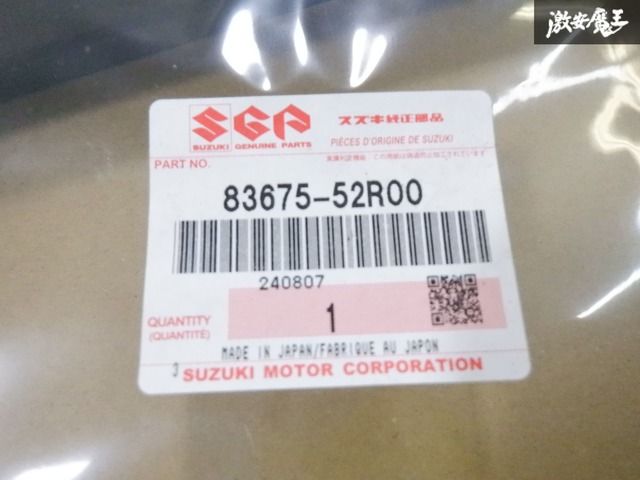 激安魔王
SGP
スズキ純正部品
SUZUKI GENUINE PARTS
PIÈCES D'ORIGINE DE SUZUKI
PART NO.
83675-52R00
240807
QUANTITY
(QUANTITÉ)
1
MADE IN JAPAN/FABRIQUE AU JAPON
3
SUZUKI MOTOR CORPORATION